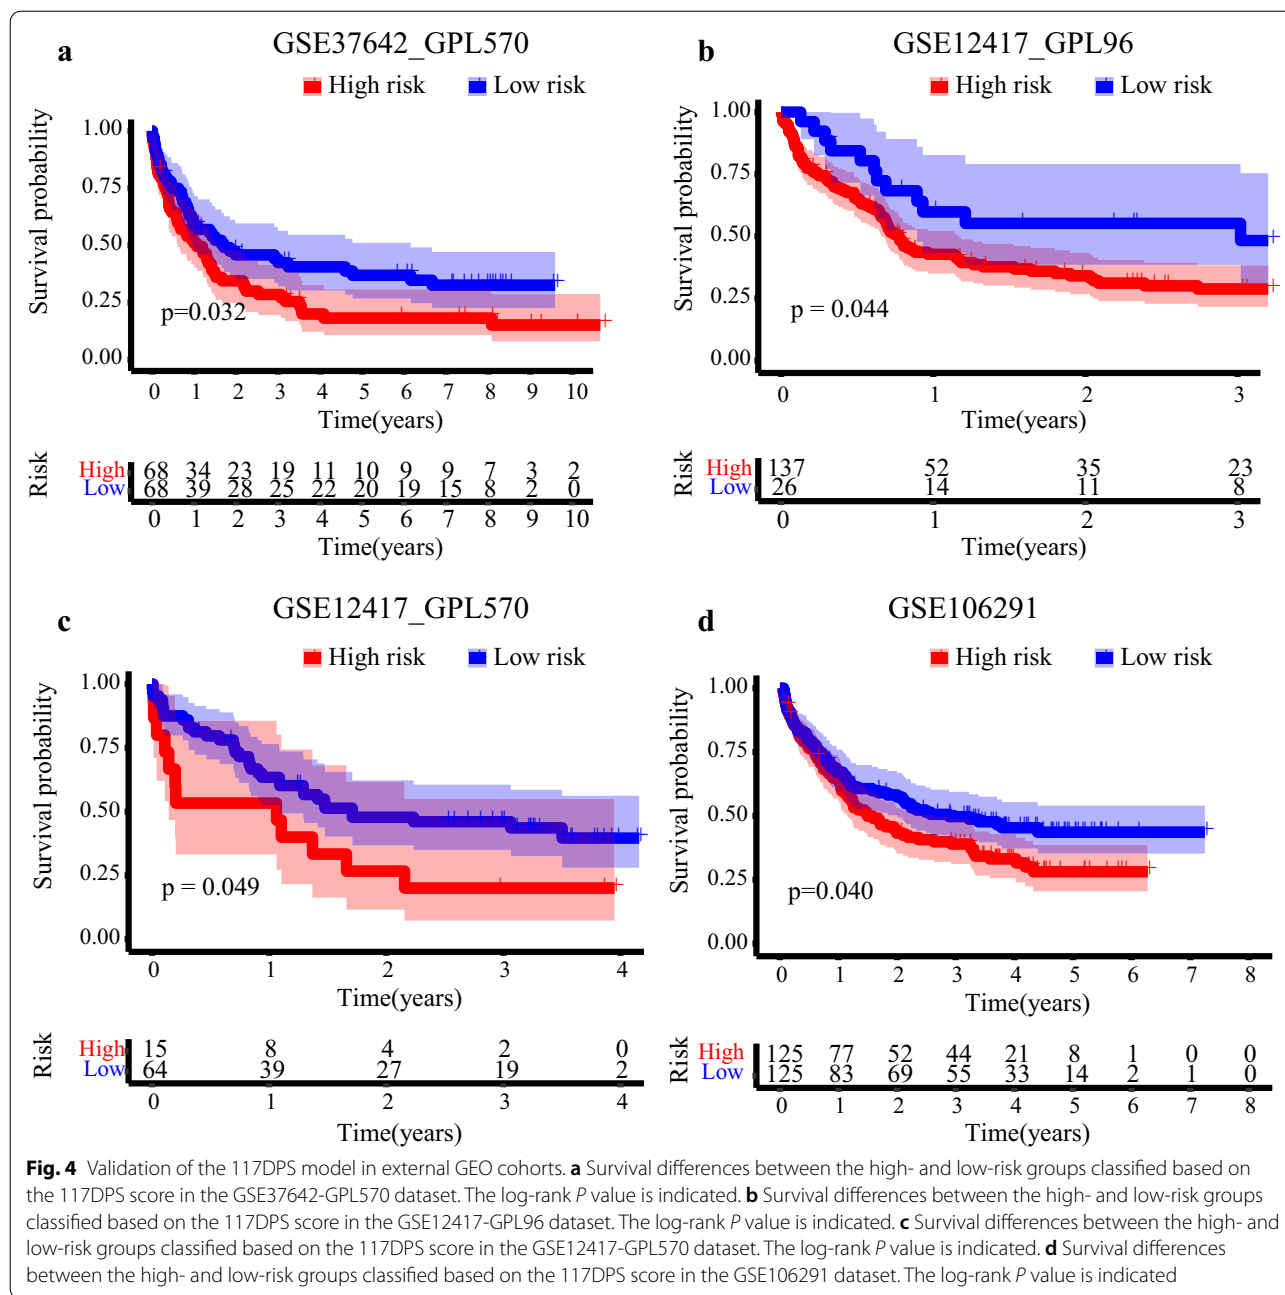 a
GSE37642_GPL570
High risk Low risk
Survival probability
1.00
0.75
0.50
0.25
0.00
p=0.032
0 1 2 3 4 5 6 7 8 9 10
Time(years)
Risk
High 68 34 23 19 11 10 9 9 7 3 2
Low 68 39 28 25 22 20 19 15 8 2 0
0 1 2 3 4 5 6 7 8 9 10
Time(years)
b
GSE12417_GPL96
High risk Low risk
Survival probability
1.00
0.75
0.50
0.25
0.00
p = 0.044
0 1 2 3
Time(years)
Risk
High 137 52 35 23
Low 26 14 11 8
0 1 2 3
Time(years)
c
GSE12417_GPL570
High risk Low risk
Survival probability
1.00
0.75
0.50
0.25
0.00
p = 0.049
0 1 2 3 4
Time(years)
Risk
High 15 8 4 2 0
Low 64 39 27 19 2
0 1 2 3 4
Time(years)
d
GSE106291
High risk Low risk
Survival probability
1.00
0.75
0.50
0.25
0.00
p=0.040
0 1 2 3 4 5 6 7 8
Time(years)
Risk
High 125 77 52 44 21 8 1 0 0
Low 125 83 69 55 33 14 2 1 0
0 1 2 3 4 5 6 7 8
Time(years)
Fig. 4 Validation of the 117DPS model in external GEO cohorts. a Survival differences between the high- and low-risk groups classified based on
the 117DPS score in the GSE37642-GPL570 dataset. The log-rank P value is indicated. b Survival differences between the high- and low-risk groups
classified based on the 117DPS score in the GSE12417-GPL96 dataset. The log-rank P value is indicated. c Survival differences between the high- and
low-risk groups classified based on the 117DPS score in the GSE12417-GPL570 dataset. The log-rank P value is indicated. d Survival differences
between the high- and low-risk groups classified based on the 117DPS score in the GSE106291 dataset. The log-rank P value is indicated